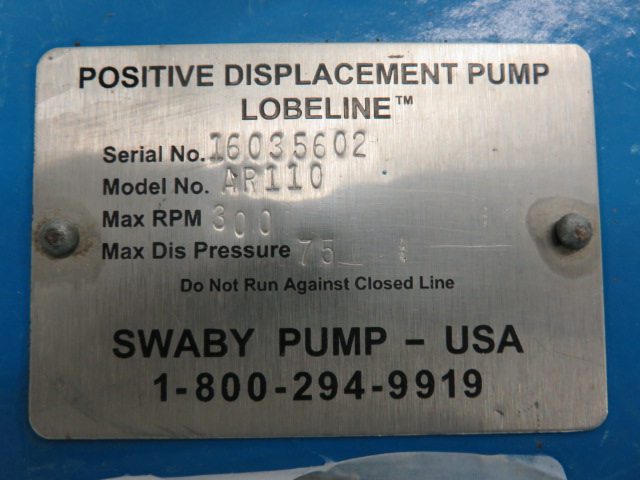 POSITIVE DISPLACEMENT PUMP
LOBELINE™
Serial No. 16035602
Model No. AR110
Max RPM 300
Max Dis Pressure 75
Do Not Run Against Closed Line
SWABY PUMP – USA
1-800-294-9919